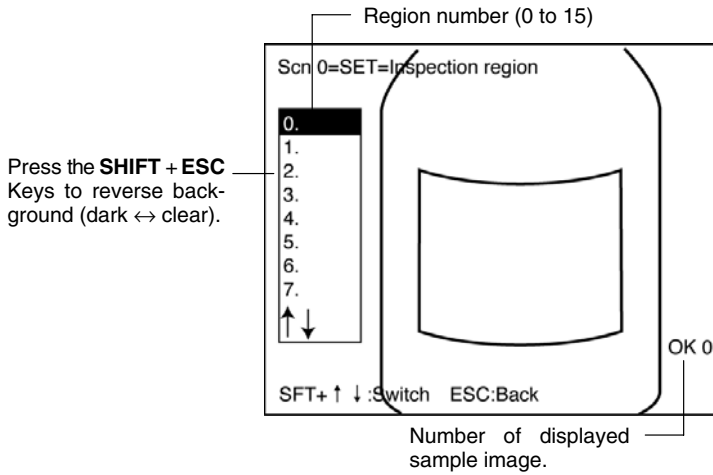 Region number (0 to 15)
Scn 0=SET=Inspection region
0.
1.
2.
3.
4.
5.
6.
7.
↑↓
Press the SHIFT + ESC
Keys to reverse back-
ground (dark ↔ clear).
OK 0
SFT+↑ ↓:Switch ESC:Back
Number of displayed
sample image.